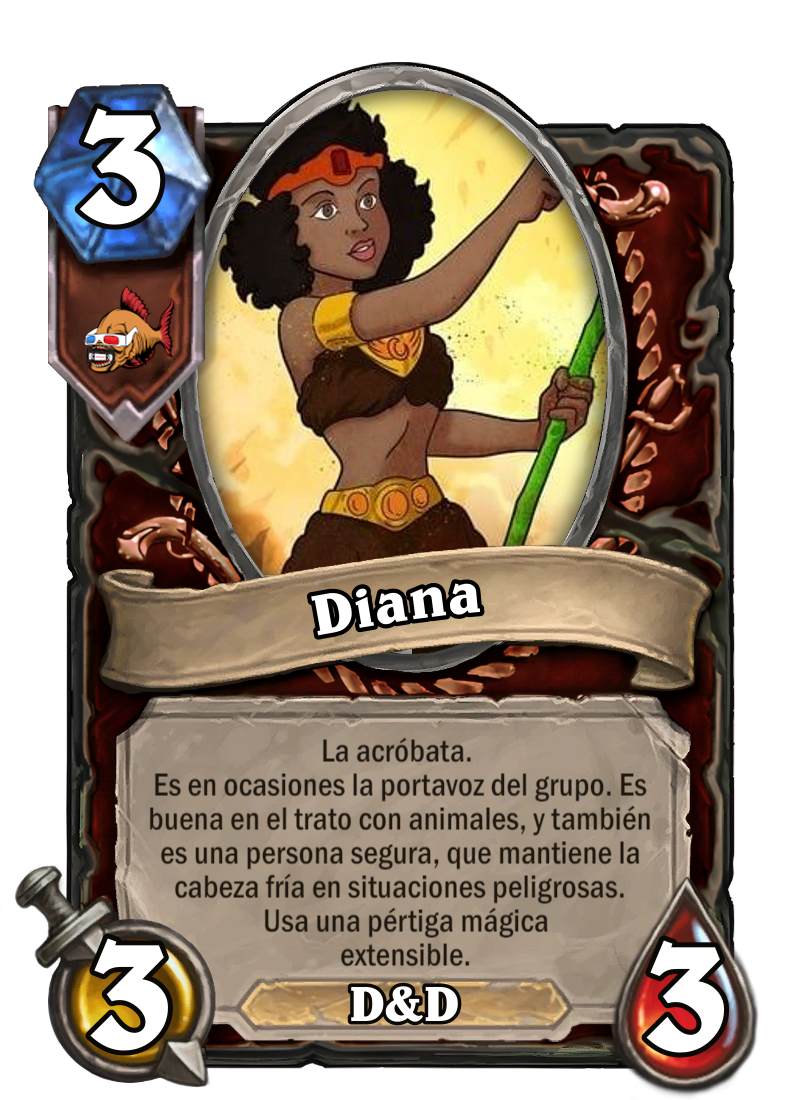 3
Diana
La acróbata.
Es en ocasiones la portavoz del grupo. Es
buena en el trato con animales, y también
es una persona segura, que mantiene la
cabeza fría en situaciones peligrosas.
Usa una pértiga mágica
extensible.
D&D
3
3